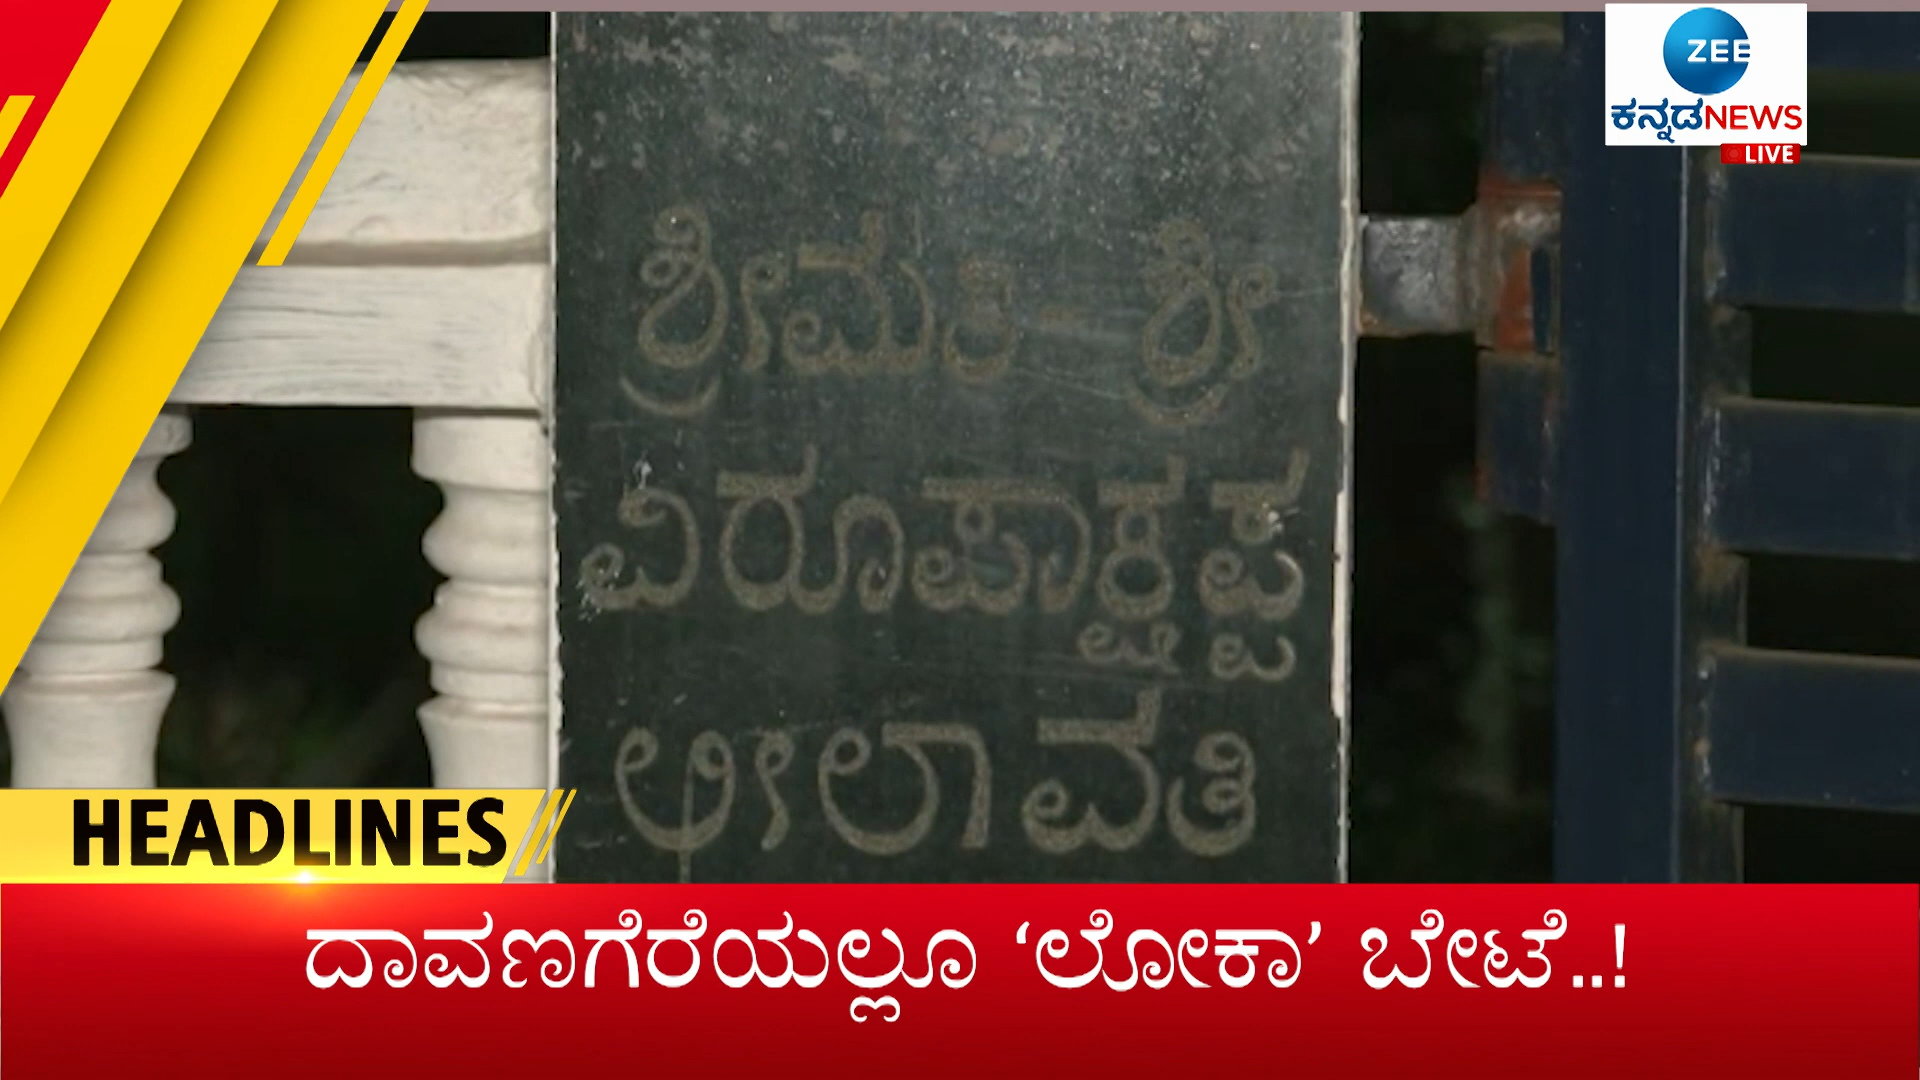 ZEE
ಕನ್ನಡNEWS
LIVE
ಶ್ರೀಮತಿ - ಶ್ರೀ
ವಿರೂಪಾಕ್ಷಪ್ಪ
ಲೀಲಾವತಿ
HEADLINES
ದಾವಣಗೆರೆಯಲ್ಲೂ ‘ಲೋಕಾ’ ಬೇಟೆ..!